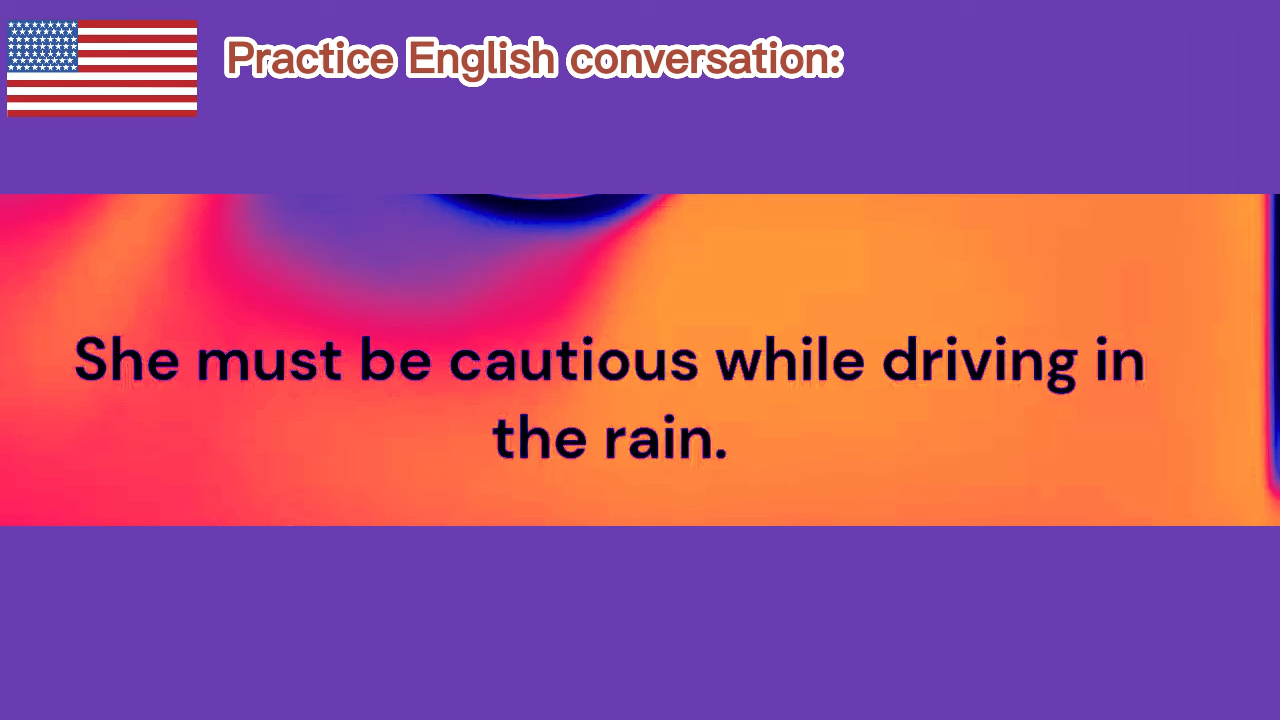 Practice English conversation:
She must be cautious while driving in
the rain.